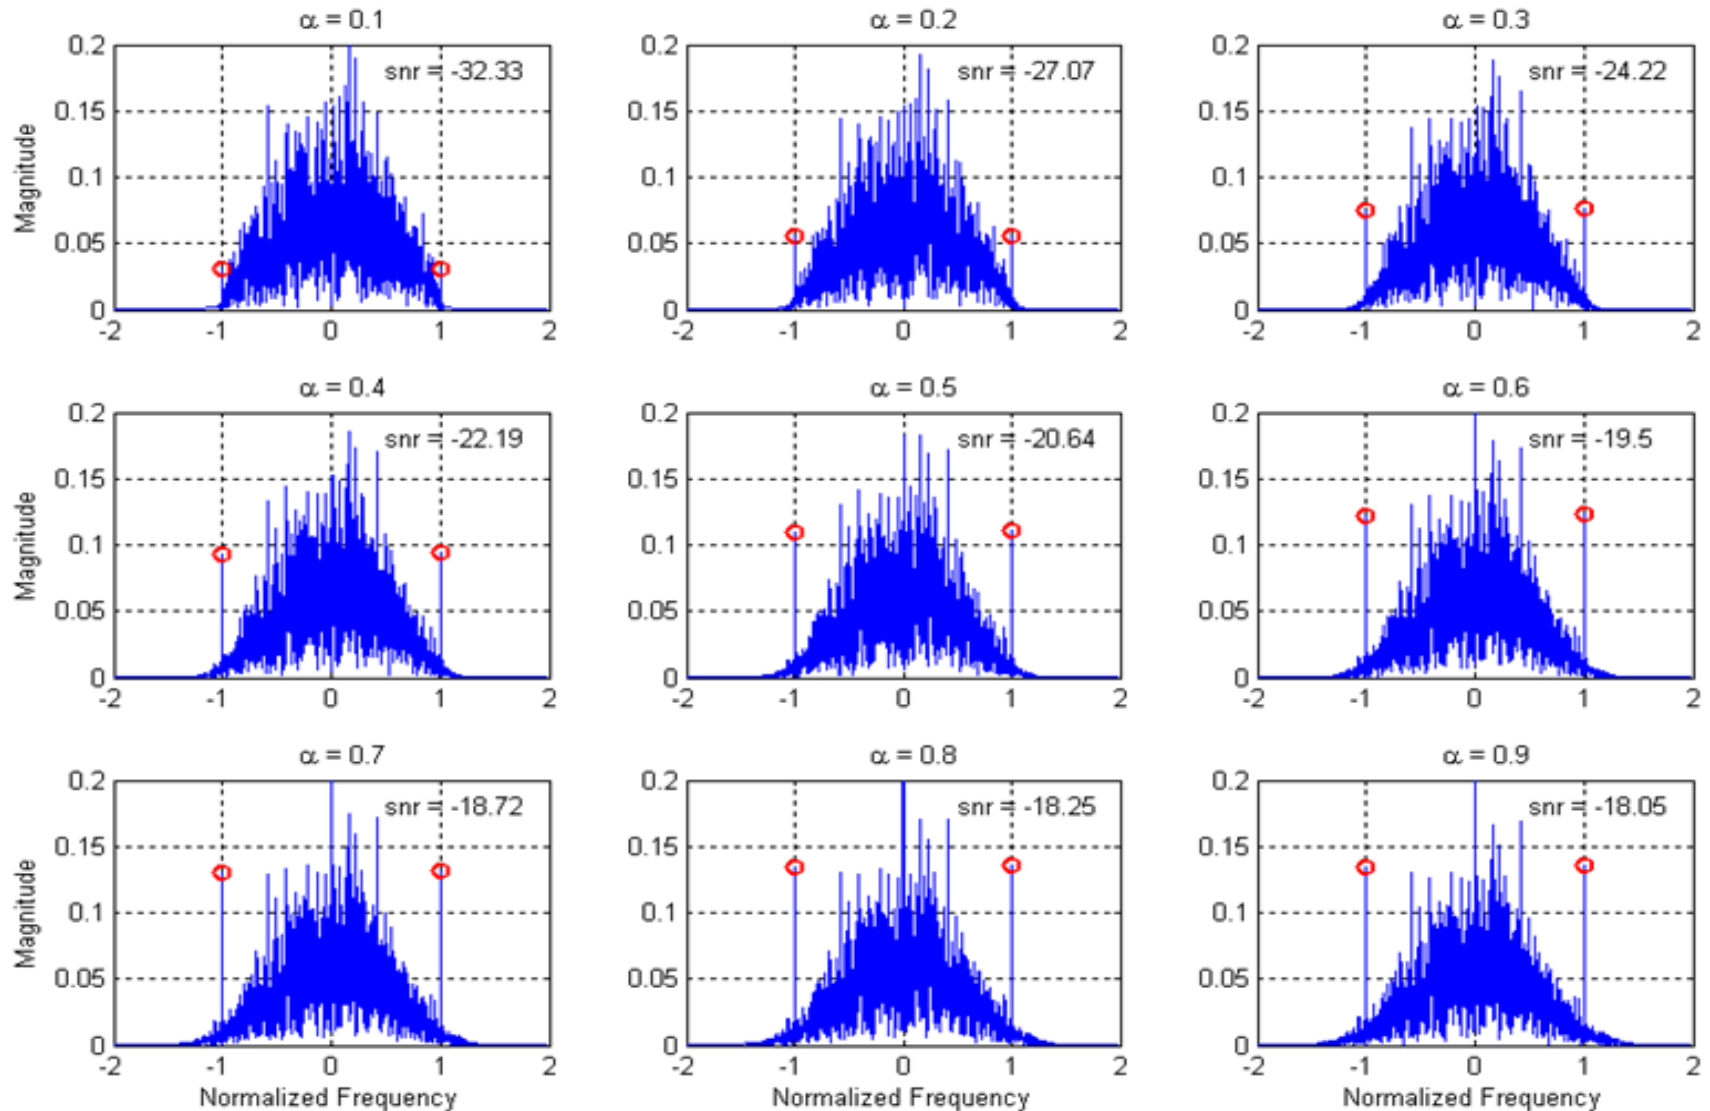 α = 0.1
α = 0.2
α = 0.3
0.2
snr = -32.33
0.2
snr = -27.07
0.2
snr = -24.22
0.15
0.15
0.15
Magnitude
0.1
0.1
0.1
0.05
0.05
0.05
0
0
0
-2 -1 0 1 2
-2 -1 0 1 2
-2 -1 0 1 2
α = 0.4
α = 0.5
α = 0.6
0.2
snr = -22.19
0.2
snr = -20.64
0.2
snr = -19.5
0.15
0.15
0.15
Magnitude
0.1
0.1
0.1
0.05
0.05
0.05
0
0
0
-2 -1 0 1 2
-2 -1 0 1 2
-2 -1 0 1 2
α = 0.7
α = 0.8
α = 0.9
0.2
snr = -18.72
0.2
snr = -18.25
0.2
snr = -18.05
0.15
0.15
0.15
Magnitude
0.1
0.1
0.1
0.05
0.05
0.05
0
0
0
-2 -1 0 1 2
-2 -1 0 1 2
-2 -1 0 1 2
Normalized Frequency
Normalized Frequency
Normalized Frequency